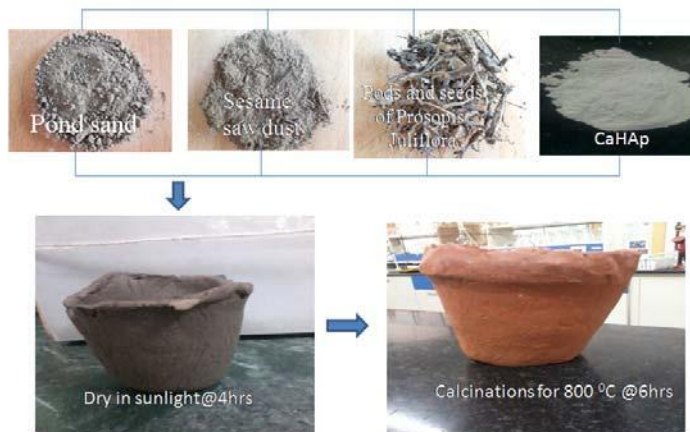 Pond sand
Sesame
saw dust
Pods and seeds
of Prosopis
Juliflora
CaHAp
Dry in sunlight@4hrs
Calcinations for 800 ⁰C @6hrs